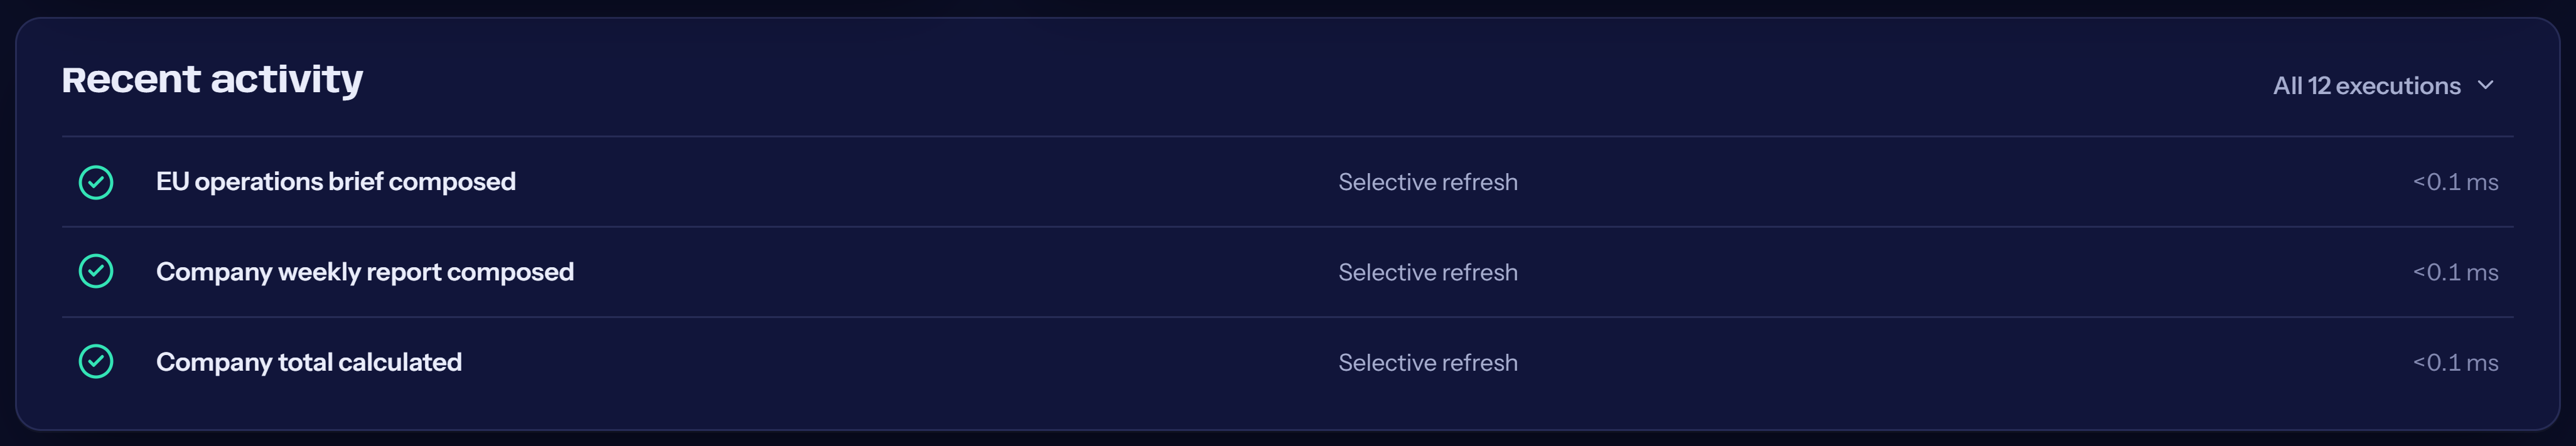 Recent activity
All 12 executions
EU operations brief composed Selective refresh <0.1 ms
Company weekly report composed Selective refresh <0.1 ms
Company total calculated Selective refresh <0.1 ms